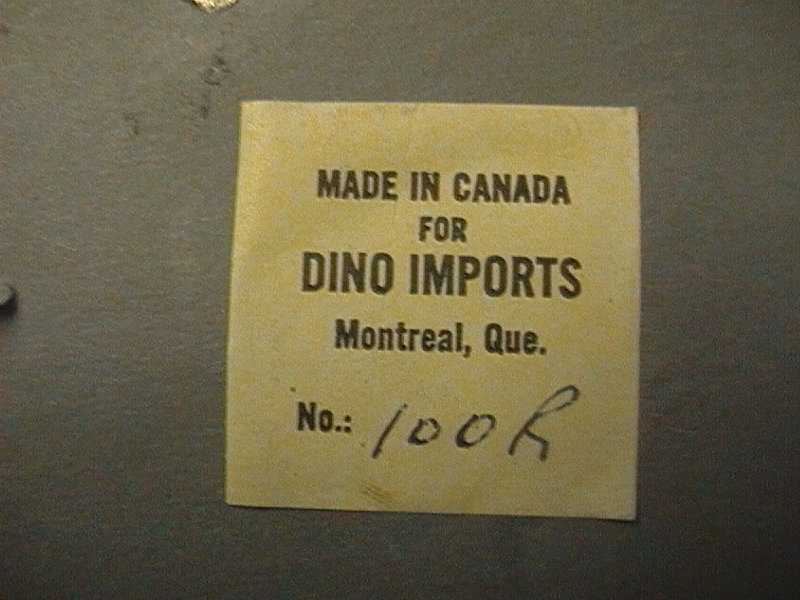 MADE IN CANADA
FOR
DINO IMPORTS
Montreal, Que.
No.: 100R